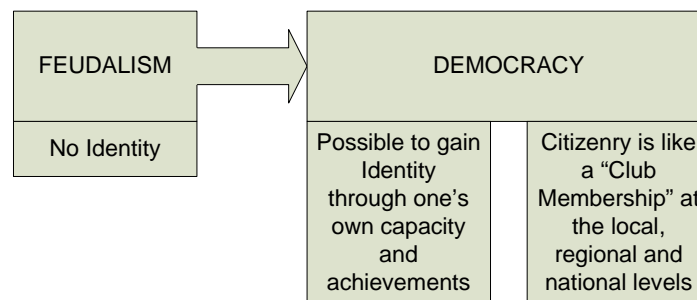 FEUDALISM
DEMOCRACY
No Identity
Possible to gain
Identity
through one's
own capacity
and
achievements
Citizenry is like
a “Club
Membership” at
the local,
regional and
national levels